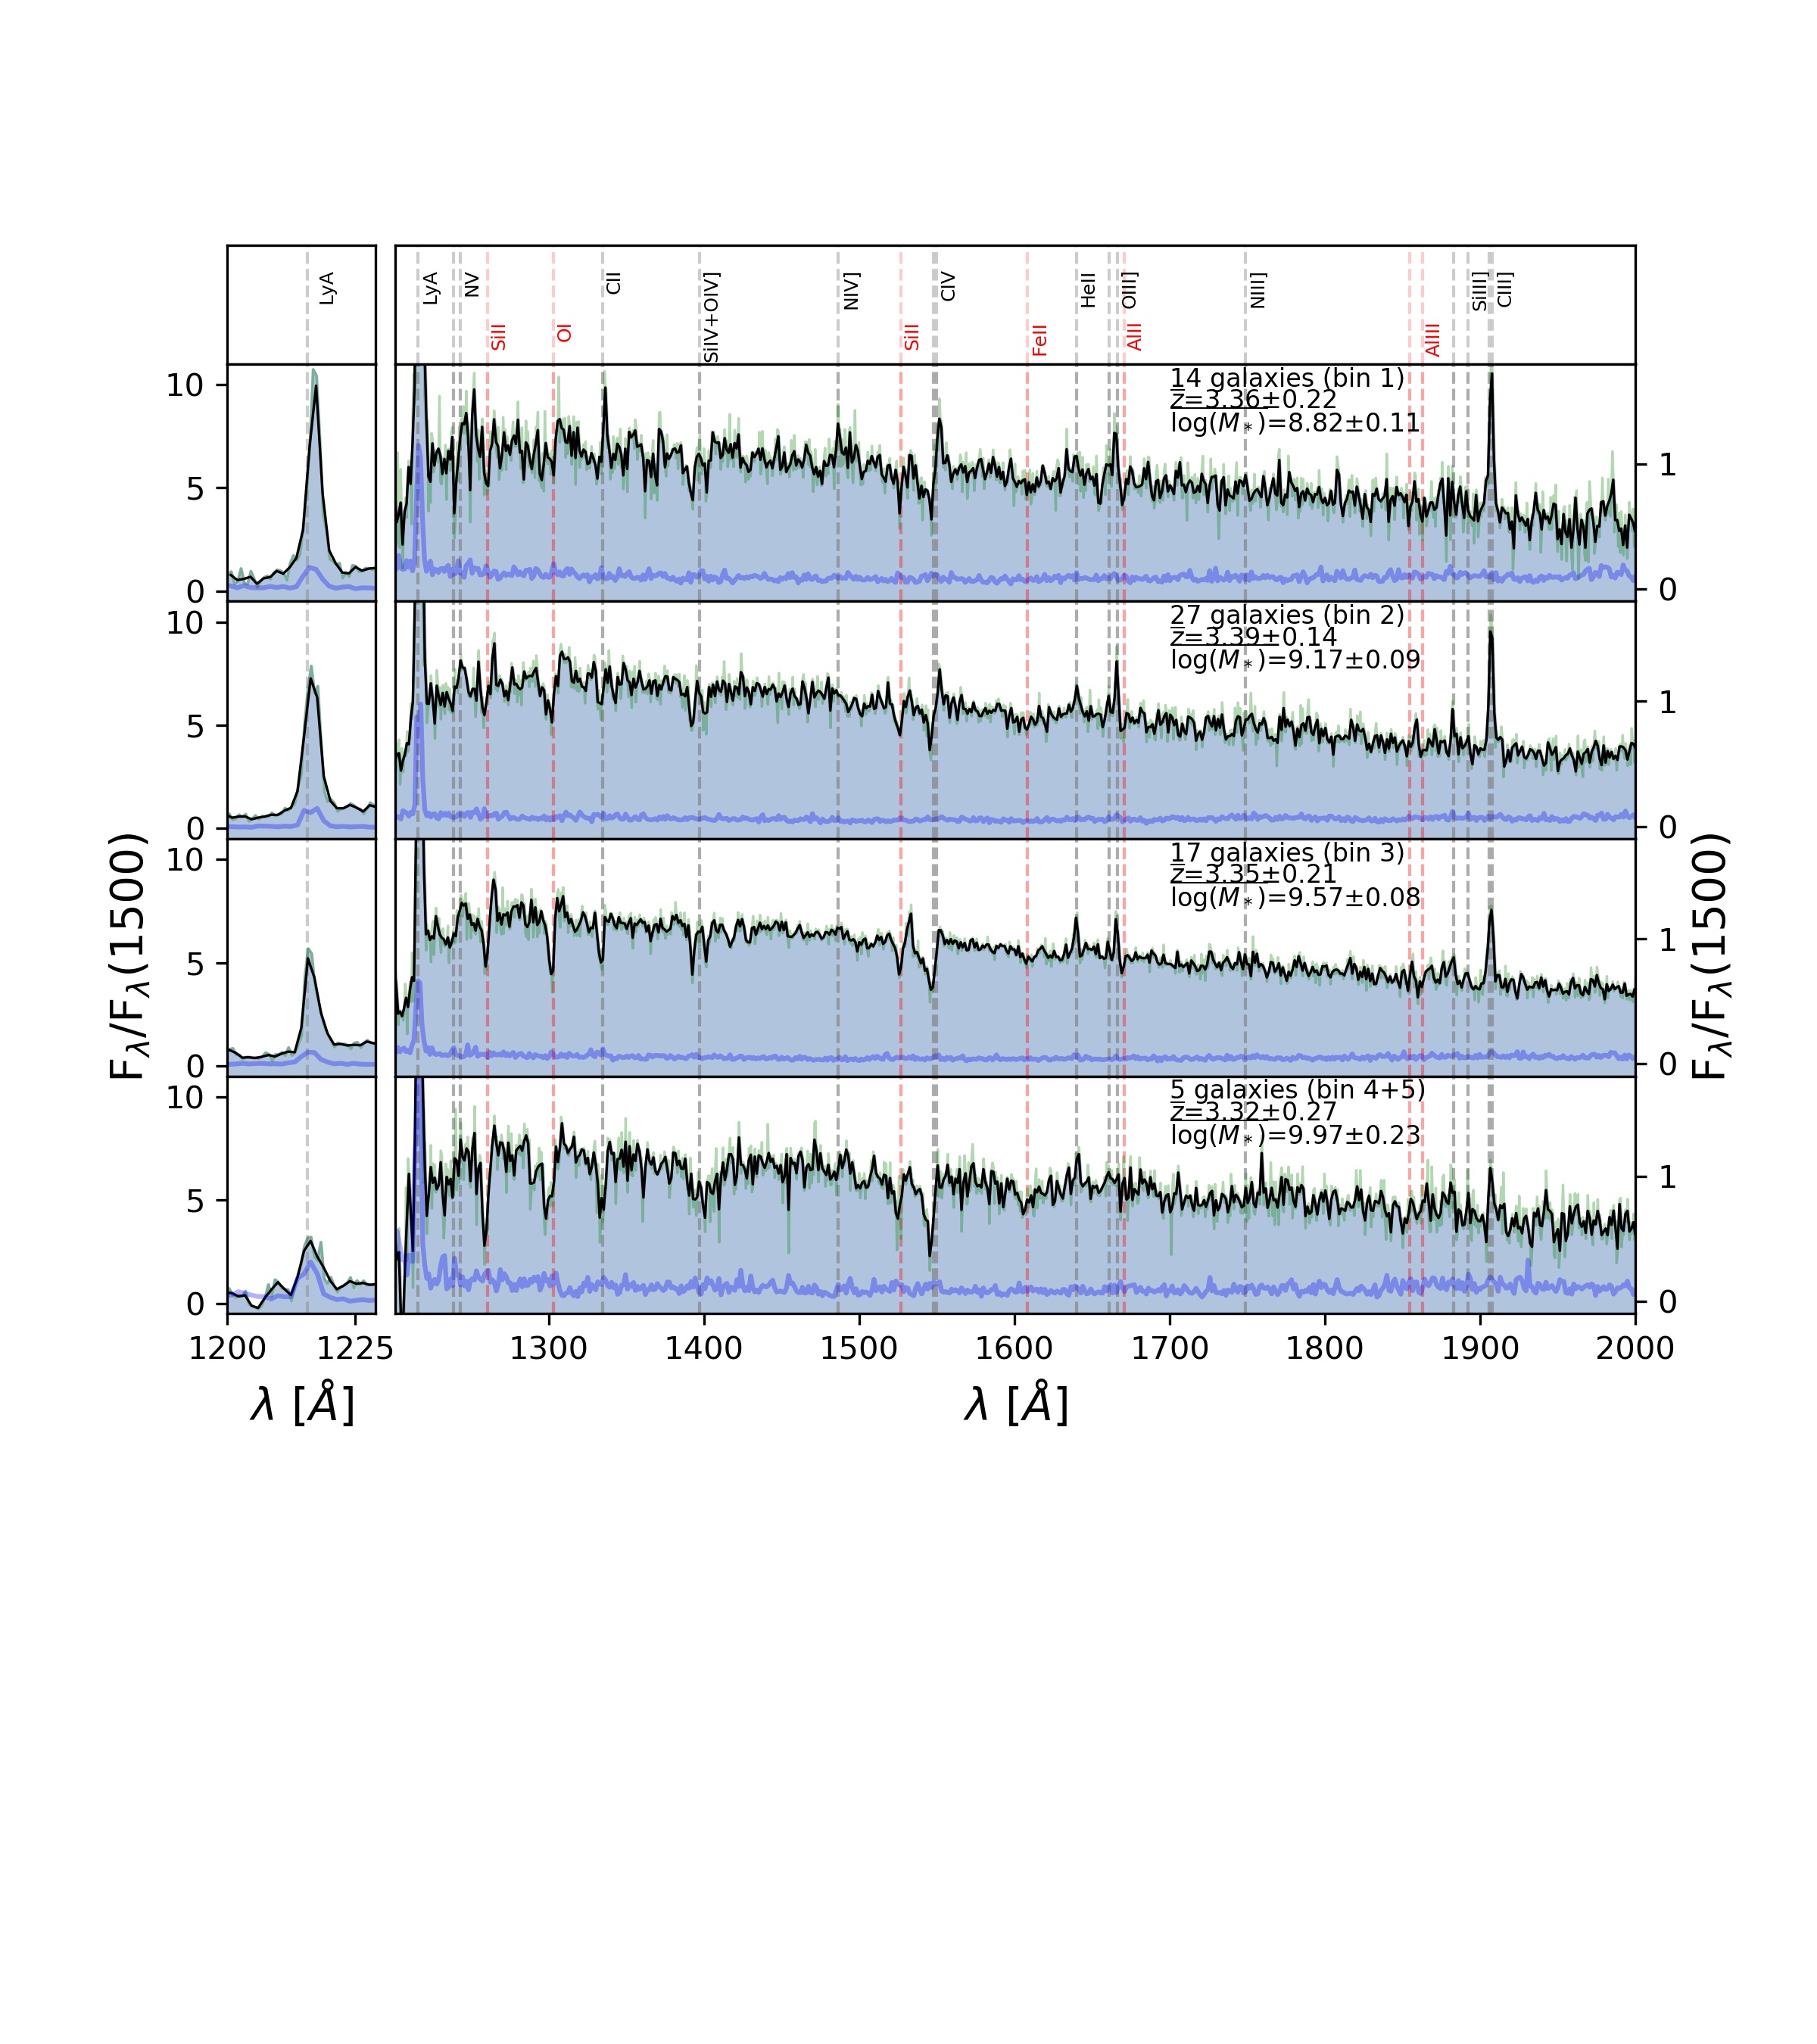 LyA
LyA
NV
SiII
OI
CII
SiIV+OIV]
NIV]
SiII
CIV
FeII
HeII
OIII]
AlII
NIII]
AlIII
SiIII]
CIII]
10
5
0
14 galaxies (bin 1)
z=3.36±0.22
log(M*)=8.82±0.11
1
0
10
5
0
27 galaxies (bin 2)
z=3.39±0.14
log(M*)=9.17±0.09
1
0
10
5
0
17 galaxies (bin 3)
z=3.35±0.21
log(M*)=9.57±0.08
1
0
10
5
0
5 galaxies (bin 4+5)
z=3.32±0.27
log(M*)=9.97±0.23
1
0
Fλ/Fλ(1500)
Fλ/Fλ(1500)
1200 1225
1300 1400 1500 1600 1700 1800 1900 2000
λ [Å]
λ [Å]